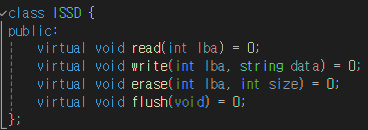 class ISSD {
public:
    virtual void read(int lba) = 0;
    virtual void write(int lba, string data) = 0;
    virtual void erase(int lba, int size) = 0;
    virtual void flush(void) = 0;
};